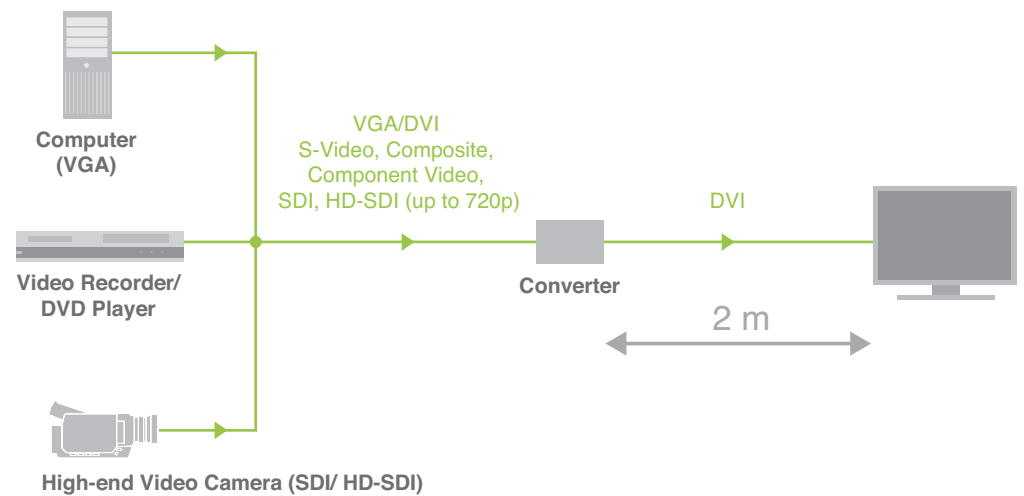 Computer
(VGA)
VGA/DVI
S-Video, Composite,
Component Video,
SDI, HD-SDI (up to 720p)
DVI
Video Recorder/
DVD Player
Converter
2 m
High-end Video Camera (SDI/ HD-SDI)